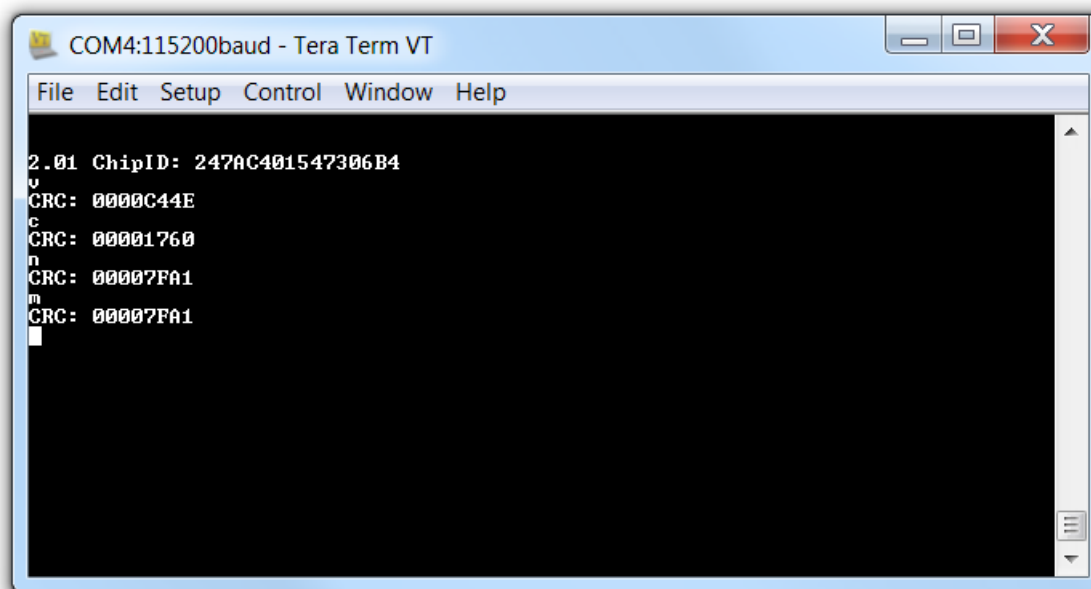 COM4:115200baud - Tera Term VT
File Edit Setup Control Window Help
2.01 ChipID: 247AC401547306B4
v
CRC: 0000C44E
c
CRC: 00001760
n
CRC: 00007FA1
m
CRC: 00007FA1